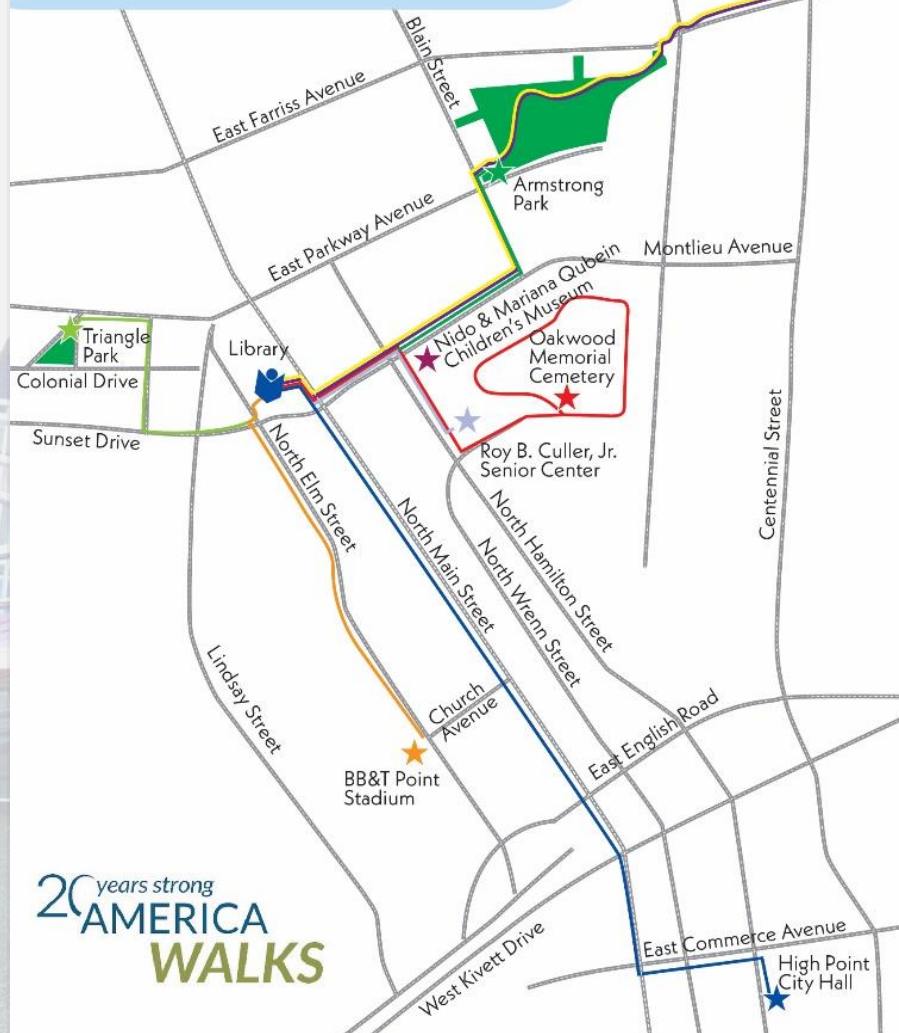 Blain Street
East Farriss Avenue
Armstrong
Park
East Parkway Avenue
Montlieu Avenue
Nido & Mariana Qubein
Children's Museum
Triangle
Park
Library
Oakwood
Memorial
Cemetery
Colonial Drive
Sunset Drive
Roy B. Culler, Jr.
Senior Center
Centennial Street
North Elm Street
North Main Street
North Hamilton Street
North Wrenn Street
Lindsay Street
Church
Avenue
East English Road
BB&T Point
Stadium
20 years strong
AMERICA
WALKS
West Kivett Drive
East Commerce Avenue
High Point
City Hall